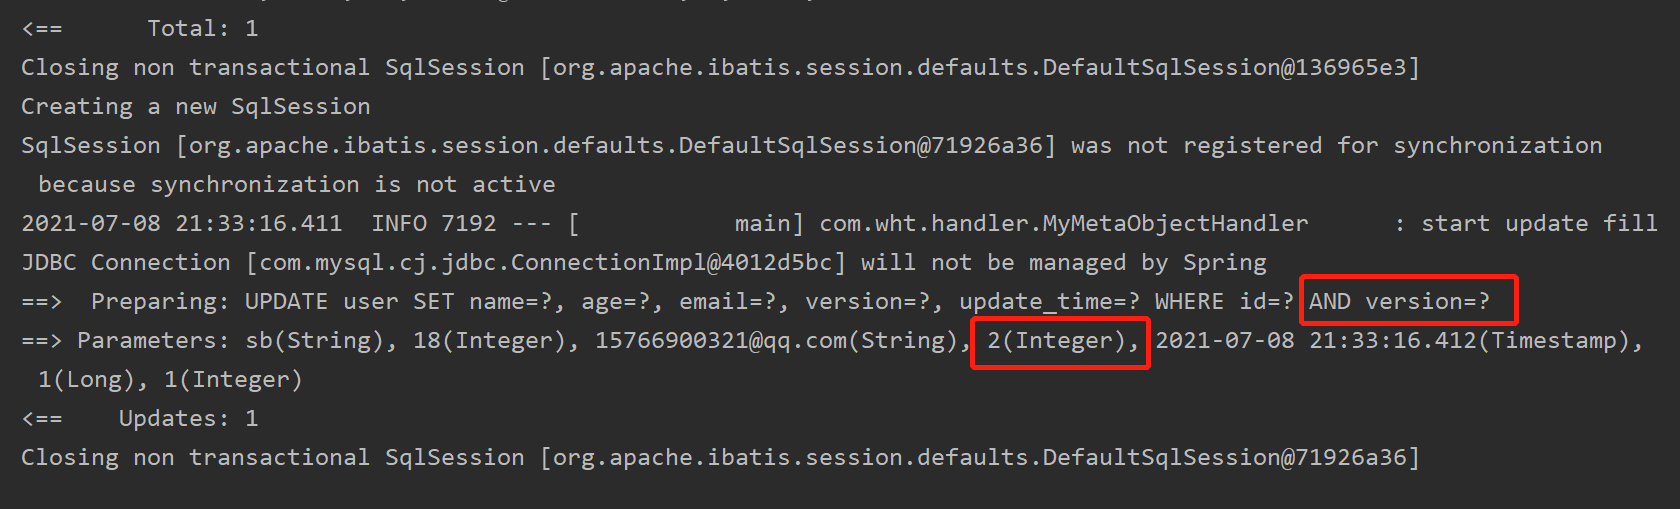 <==      Total: 1
Closing non transactional SqlSession [org.apache.ibatis.session.defaults.DefaultSqlSession@136965e3]
Creating a new SqlSession
SqlSession [org.apache.ibatis.session.defaults.DefaultSqlSession@71926a36] was not registered for synchronization
because synchronization is not active
2021-07-08 21:33:16.411  INFO 7192 --- [           main] com.wht.handler.MyMetaObjectHandler      : start update fill
JDBC Connection [com.mysql.cj.jdbc.ConnectionImpl@4012d5bc] will not be managed by Spring
==>  Preparing: UPDATE user SET name=?, age=?, email=?, version=?, update_time=? WHERE id=? AND version=?
==> Parameters: sb(String), 18(Integer), 15766900321@qq.com(String), 2(Integer), 2021-07-08 21:33:16.412(Timestamp),
1(Long), 1(Integer)
<==    Updates: 1
Closing non transactional SqlSession [org.apache.ibatis.session.defaults.DefaultSqlSession@71926a36]